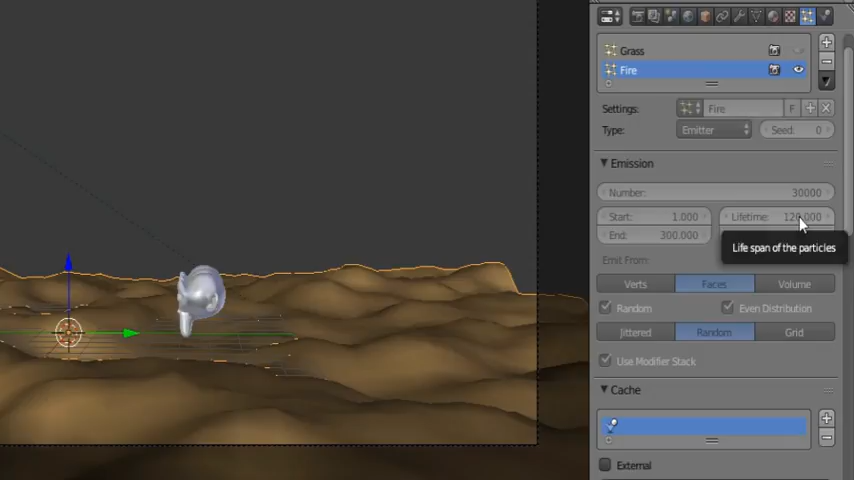 Grass
Fire
Settings:
Fire
F
Type:
Emitter
Seed: 0
Emission
Number: 30000
Start: 1.000
Lifetime: 120.000
End: 300.000
Life span of the particles
Emit From:
Verts
Faces
Volume
Random
Even Distribution
Jittered
Random
Grid
Use Modifier Stack
Cache
External